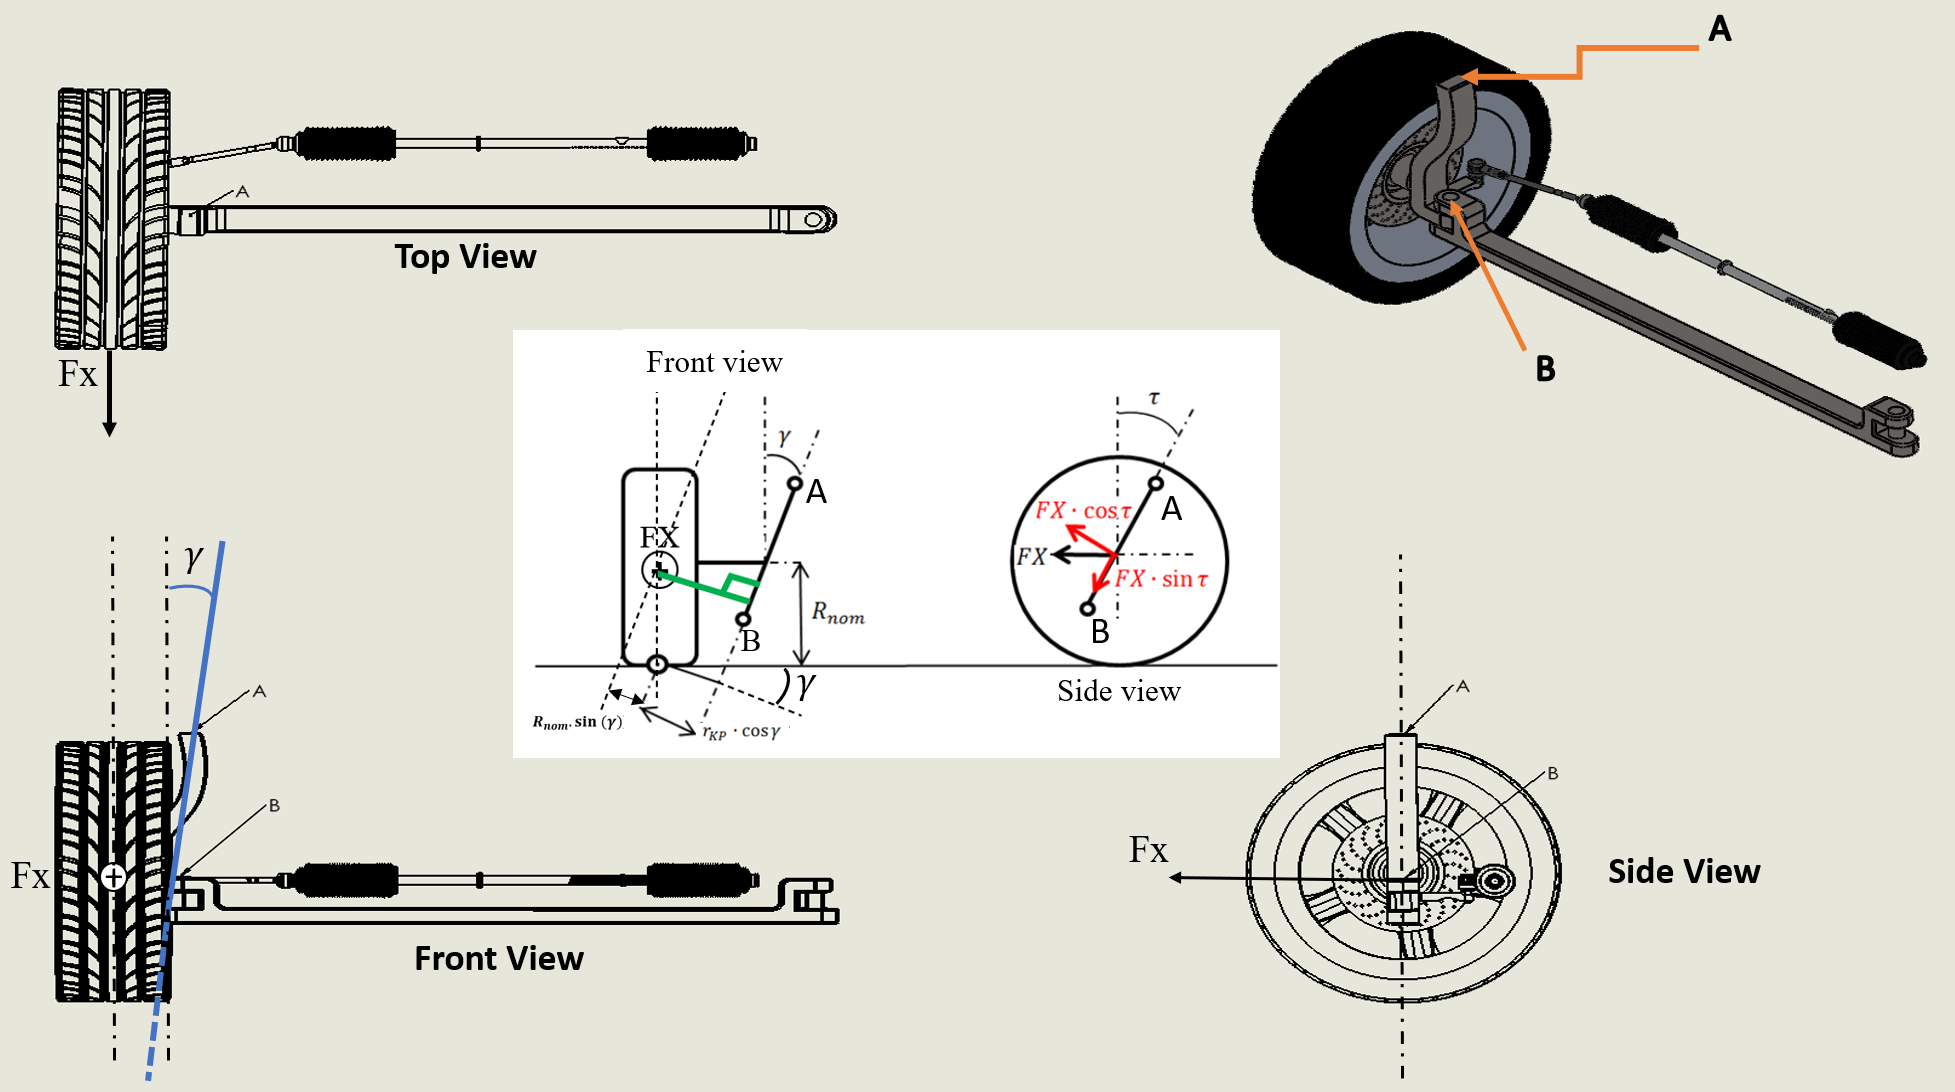 A
A
Top View
Fx
B
Front view
τ
γ
A
FX
R_nom
B
γ
R_nom. sin (γ)
r_KP · cosγ
FX · cos τ
A
FX
FX · sin τ
B
Side view
γ
A
B
Fx
Front View
A
B
Fx
Side View